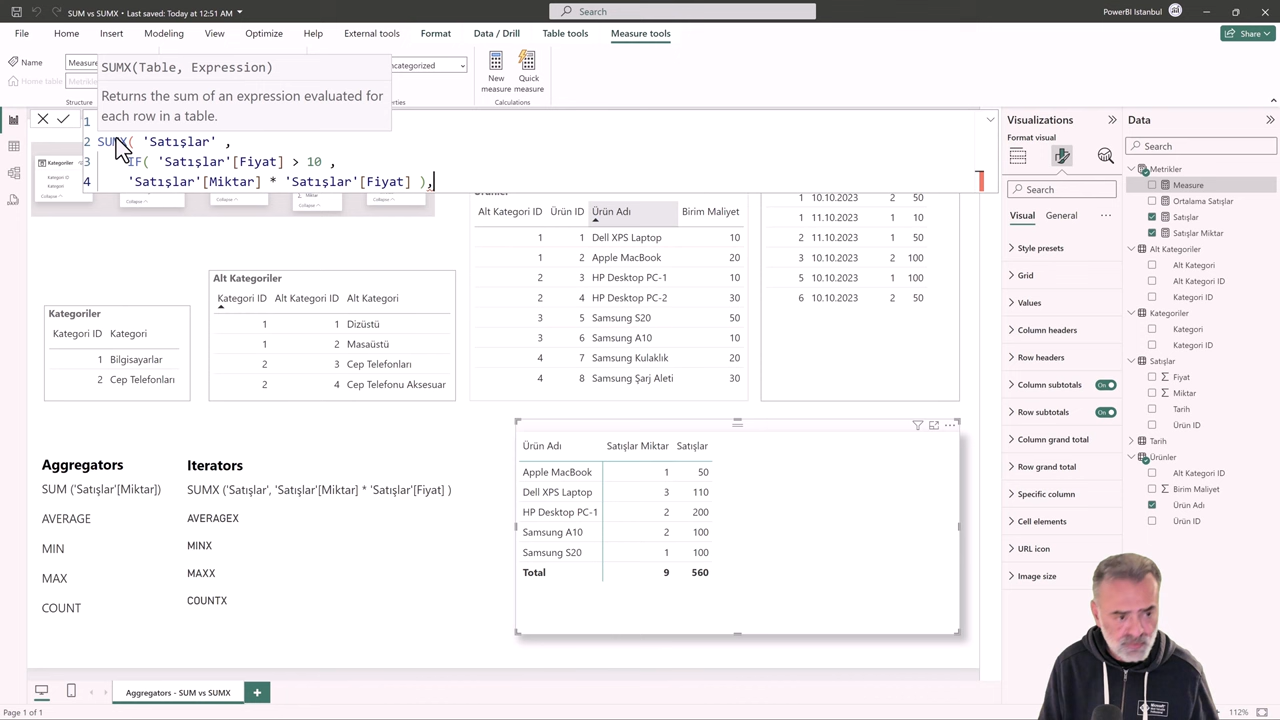 SUM vs SUMX • Last saved: Today at 12:51 AM
Search
PowerBI Istanbul
File
Home
Insert
Modeling
View
Optimize
Help
External tools
Format
Data / Drill
Table tools
Measure tools
Share
Name
Home table
Structure
SUMX(Table, Expression)
Returns the sum of an expression evaluated for
each row in a table.
New
measure
Quick
measure
Calculations
1
2 SUMX( 'Satışlar' ,
3 IF( 'Satışlar'[Fiyat] > 10 ,
4 'Satışlar'[Miktar] * 'Satışlar'[Fiyat] ),
Kategoriler
Alt Kategori ID Ürün ID Ürün Adı Birim Maliyet
1 1 Dell XPS Laptop 10
1 2 Apple MacBook 20
2 3 HP Desktop PC-1 10
2 4 HP Desktop PC-2 30
3 5 Samsung S20 50
3 6 Samsung A10 10
4 7 Samsung Kulaklık 20
4 8 Samsung Şarj Aleti 30
1 10.10.2023 2 50
1 11.10.2023 1 10
2 11.10.2023 1 50
3 10.10.2023 2 100
5 10.10.2023 1 100
6 10.10.2023 2 50
Kategoriler
Kategori ID Kategori
1 Bilgisayarlar
2 Cep Telefonları
Alt Kategoriler
Kategori ID Alt Kategori ID Alt Kategori
1 1 Dizüstü
1 2 Masaüstü
2 3 Cep Telefonları
2 4 Cep Telefonu Aksesuar
Aggregators
SUM ('Satışlar'[Miktar])
AVERAGE
MIN
MAX
COUNT
Iterators
SUMX ('Satışlar', 'Satışlar'[Miktar] * 'Satışlar'[Fiyat] )
AVERAGEX
MINX
MAXX
COUNTX
Ürün Adı Satışlar Miktar Satışlar
Apple MacBook 1 50
Dell XPS Laptop 3 110
HP Desktop PC-1 2 200
Samsung A10 2 100
Samsung S20 1 100
Total 9 560
Visualizations
Format visual
Search
Visual
General
Style presets
Grid
Values
Column headers
Row headers
Column subtotals On
Row subtotals On
Column grand total
Row grand total
Specific column
Cell elements
URL icon
Image size
Data
Search
Metrikler
Measure
Ortalama Satışlar
Satışlar
Satışlar Miktar
Alt Kategoriler
Alt Kategori
Alt Kategori ID
Kategori ID
Kategoriler
Kategori
Kategori ID
Satışlar
Fiyat
Miktar
Tarih
Ürün ID
Tarih
Ürünler
Alt Kategori ID
Birim Maliyet
Ürün Adı
Ürün ID
Aggregators - SUM vs SUMX
Page 1 of 1
112%